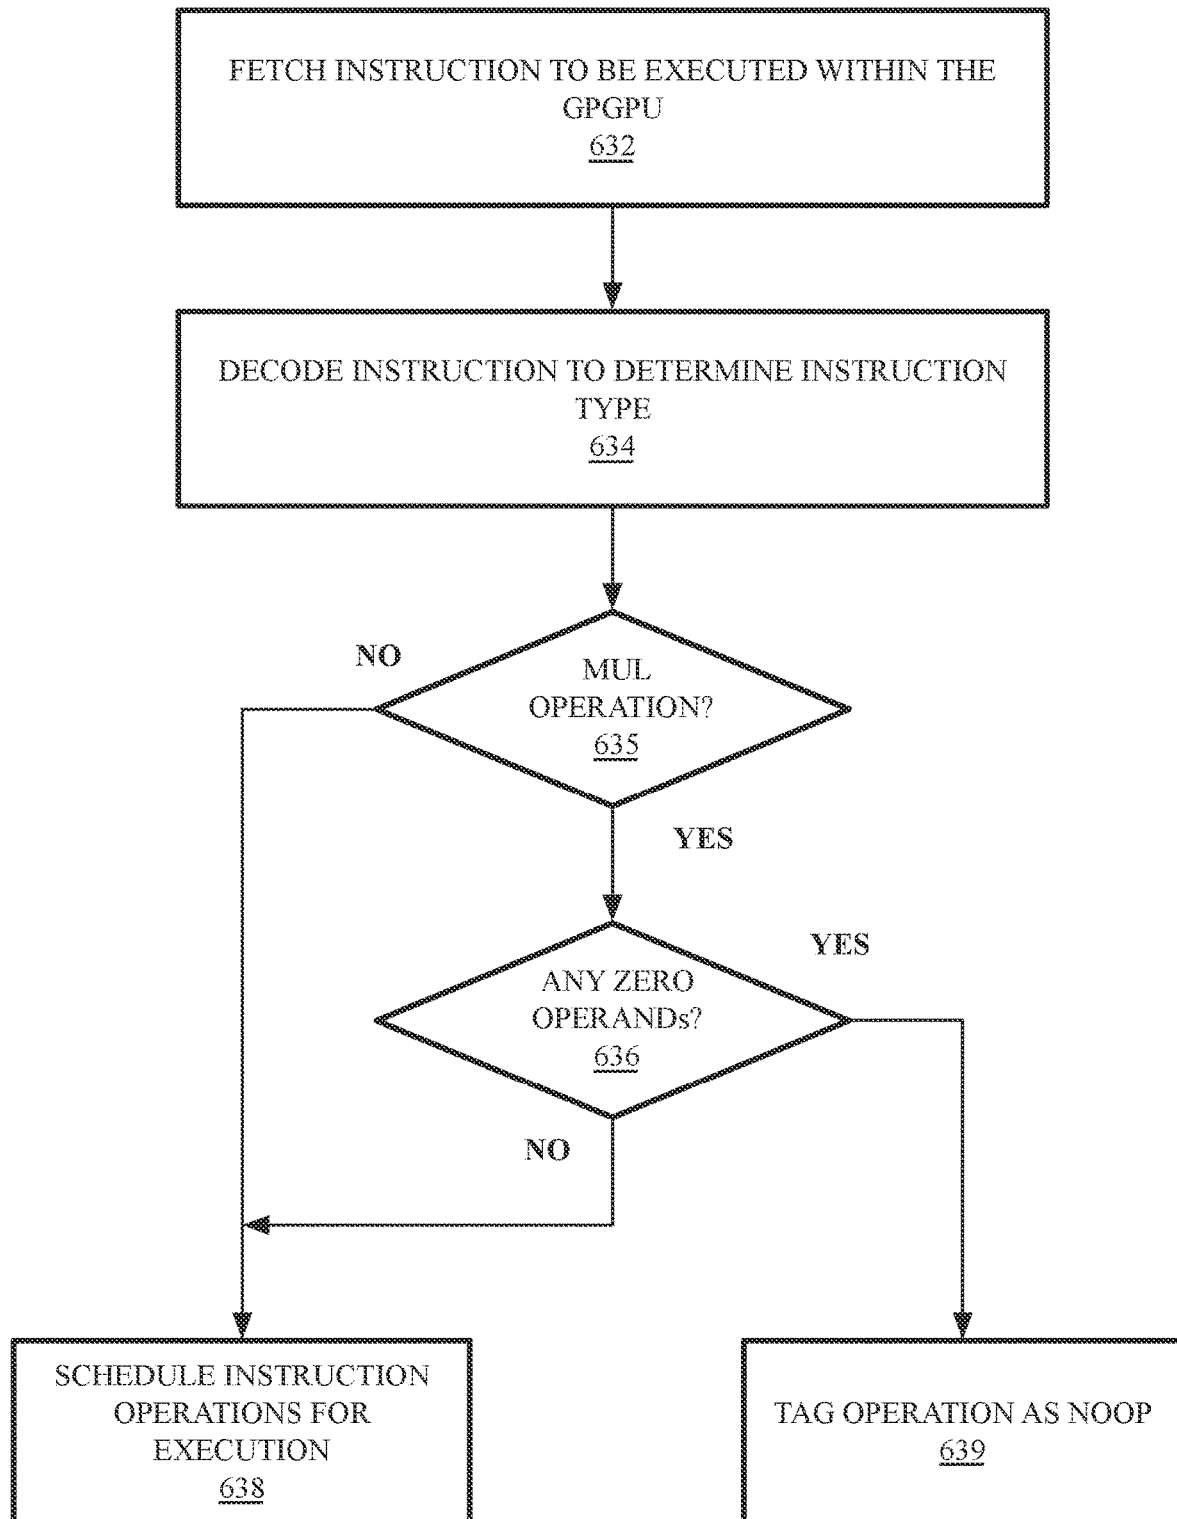 FETCH INSTRUCTION TO BE EXECUTED WITHIN THE
GPGPU
632
DECODE INSTRUCTION TO DETERMINE INSTRUCTION
TYPE
634
NO
MUL
OPERATION?
635
YES
YES
ANY ZERO
OPERANDs?
636
NO
SCHEDULE INSTRUCTION
OPERATIONS FOR
EXECUTION
638
TAG OPERATION AS NOOP
639